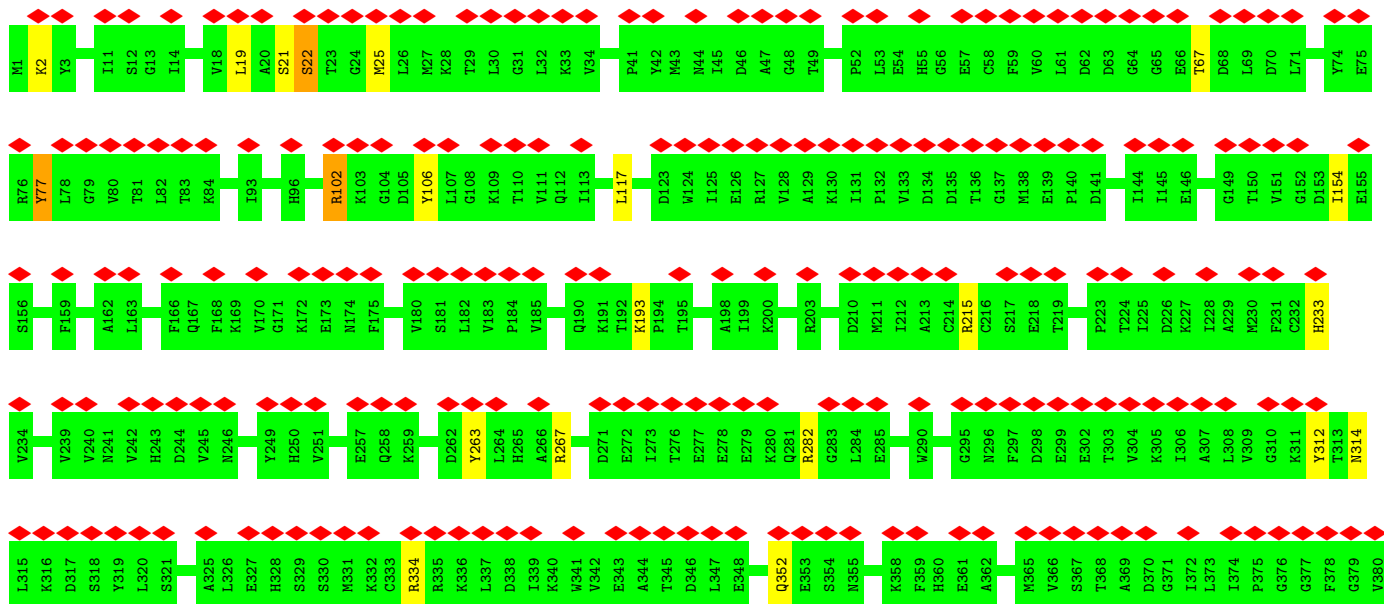 M1 K2 Y3 I11 S12 G13 I14 V18 L19 A20 S21 S22 T23 G24 M25 L26 M27 K28 T29 L30 G31 L32 K33 V34 P41 Y42 M43 N44 I45 D46 A47 G48 T49 P52 L53 E54 H55 G56 E57 C58 F59 V60 L61 D62 D63 G64 G65 E66 T67 D68 L69 D70 L71 Y74 E75
R76 Y77 L78 G79 V80 T81 L82 T83 K84 I93 H96 R102 K103 G104 D105 Y106 L107 G108 K109 T110 V111 Q112 I113 L117 D123 W124 I125 E126 R127 V128 A129 K130 I131 P132 V133 D134 D135 T136 G137 M138 E139 P140 D141 I144 I145 E146 G149 T150 V151 G152 D153 I154 E155
S156 F159 A162 L163 F166 Q167 F168 K169 V170 G171 K172 E173 N174 F175 V180 S181 L182 V183 P184 V185 Q190 K191 T192 K193 P194 T195 A198 I199 K200 R203 D210 M211 I212 A213 C214 R215 C216 S217 E218 T219 P223 T224 I225 D226 K227 I228 A229 M230 F231 C232 H233
V234 V239 V240 N241 V242 H243 D244 V245 N246 Y249 H250 V251 E257 Q258 K259 D262 Y263 L264 H265 A266 R267 D271 E272 I273 T276 E277 E278 E279 K280 Q281 R282 G283 L284 E285 W290 G295 N296 F297 D298 E299 E302 T303 V304 K305 I306 A307 L308 V309 G310 K311 Y312 T313 N314
L315 K316 D317 S318 Y319 L320 S321 A325 L326 E327 H328 S329 S330 M331 K332 C333 R334 R335 K336 L337 D338 I339 K340 W341 V342 E343 A344 T345 D346 L347 E348 Q352 E353 S354 N355 K358 F359 H360 E361 A362 M365 V366 S367 T368 A369 D370 G371 I372 L373 I374 P375 G376 G377 F378 G379 V380